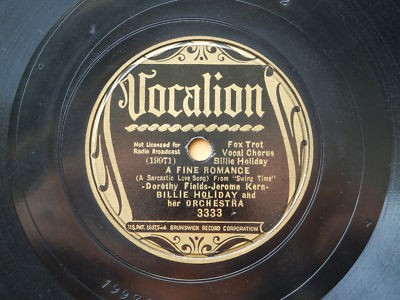 Vocalion
Not Licensed for Fox Trot
Radio Broadcast Vocal Chorus
(19971) Billie Holiday
A FINE ROMANCE
(A Sarcastic Love Song) From "Swing Time"
-Dorothy Fields-Jerome Kern-
BILLIE HOLIDAY and
her ORCHESTRA
3333
BRUNSWICK RECORD CORPORATION